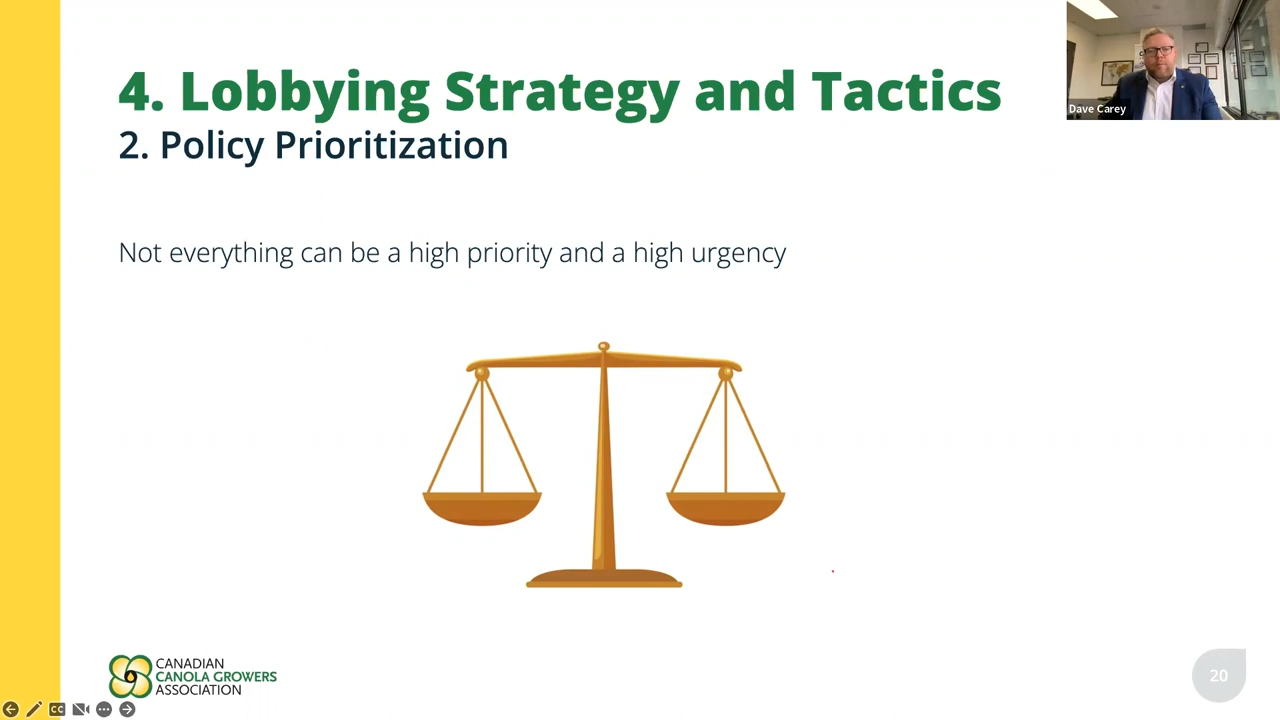 4. Lobbying Strategy and Tactics
2. Policy Prioritization
Dave Carey
Not everything can be a high priority and a high urgency
CANADIAN
CANOLA GROWERS
ASSOCIATION
20
CC